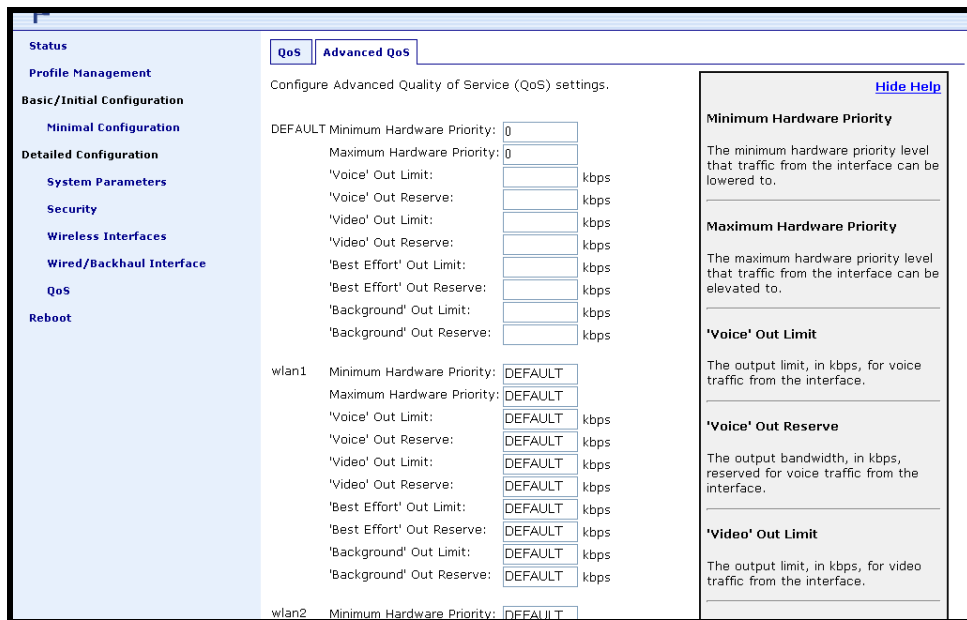 Status
Profile Management
Basic/Initial Configuration
Minimal Configuration
Detailed Configuration
System Parameters
Security
Wireless Interfaces
Wired/Backhaul Interface
QoS
Reboot
QoS
Advanced QoS
Configure Advanced Quality of Service (QoS) settings.
DEFAULT Minimum Hardware Priority: 0
Maximum Hardware Priority: 0
'Voice' Out Limit: kbps
'Voice' Out Reserve: kbps
'Video' Out Limit: kbps
'Video' Out Reserve: kbps
'Best Effort' Out Limit: kbps
'Best Effort' Out Reserve: kbps
'Background' Out Limit: kbps
'Background' Out Reserve: kbps
wlan1 Minimum Hardware Priority: DEFAULT
Maximum Hardware Priority: DEFAULT
'Voice' Out Limit: DEFAULT kbps
'Voice' Out Reserve: DEFAULT kbps
'Video' Out Limit: DEFAULT kbps
'Video' Out Reserve: DEFAULT kbps
'Best Effort' Out Limit: DEFAULT kbps
'Best Effort' Out Reserve: DEFAULT kbps
'Background' Out Limit: DEFAULT kbps
'Background' Out Reserve: DEFAULT kbps
wlan2 Minimum Hardware Priority: DEFAULT
Hide Help
Minimum Hardware Priority
The minimum hardware priority level
that traffic from the interface can be
lowered to.
Maximum Hardware Priority
The maximum hardware priority level
that traffic from the interface can be
elevated to.
'Voice' Out Limit
The output limit, in kbps, for voice
traffic from the interface.
'Voice' Out Reserve
The output bandwidth, in kbps,
reserved for voice traffic from the
interface.
'Video' Out Limit
The output limit, in kbps, for video
traffic from the interface.